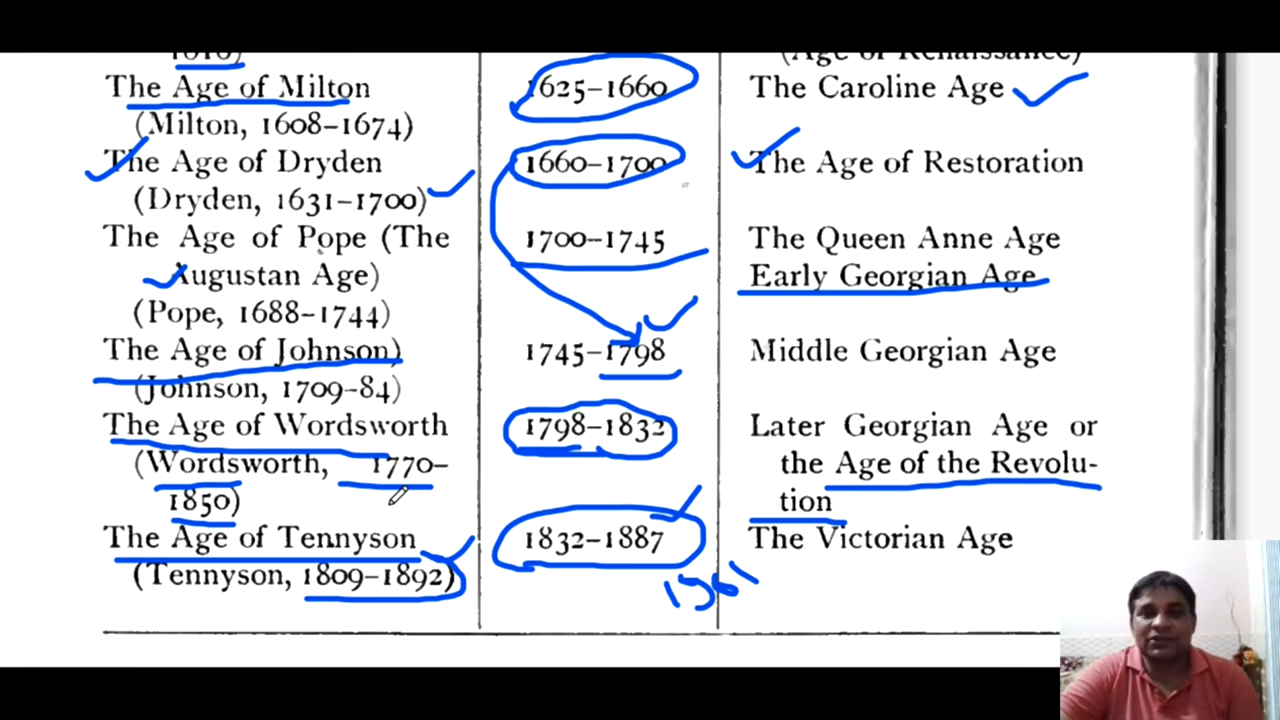 1616)
(Age of Renaissance)
The Age of Milton 1625–1660 The Caroline Age
(Milton, 1608–1674)
The Age of Dryden 1660–1700 The Age of Restoration
(Dryden, 1631–1700)
The Age of Pope (The 1700–1745 The Queen Anne Age
Augustan Age) Early Georgian Age
(Pope, 1688–1744)
The Age of Johnson) 1745–1798 Middle Georgian Age
(Johnson, 1709–84)
The Age of Wordsworth 1798–1832 Later Georgian Age or
(Wordsworth, 1770– the Age of the Revolu-
1850) tion
The Age of Tennyson 1832–1887 The Victorian Age
(Tennyson, 1809–1892)
1901